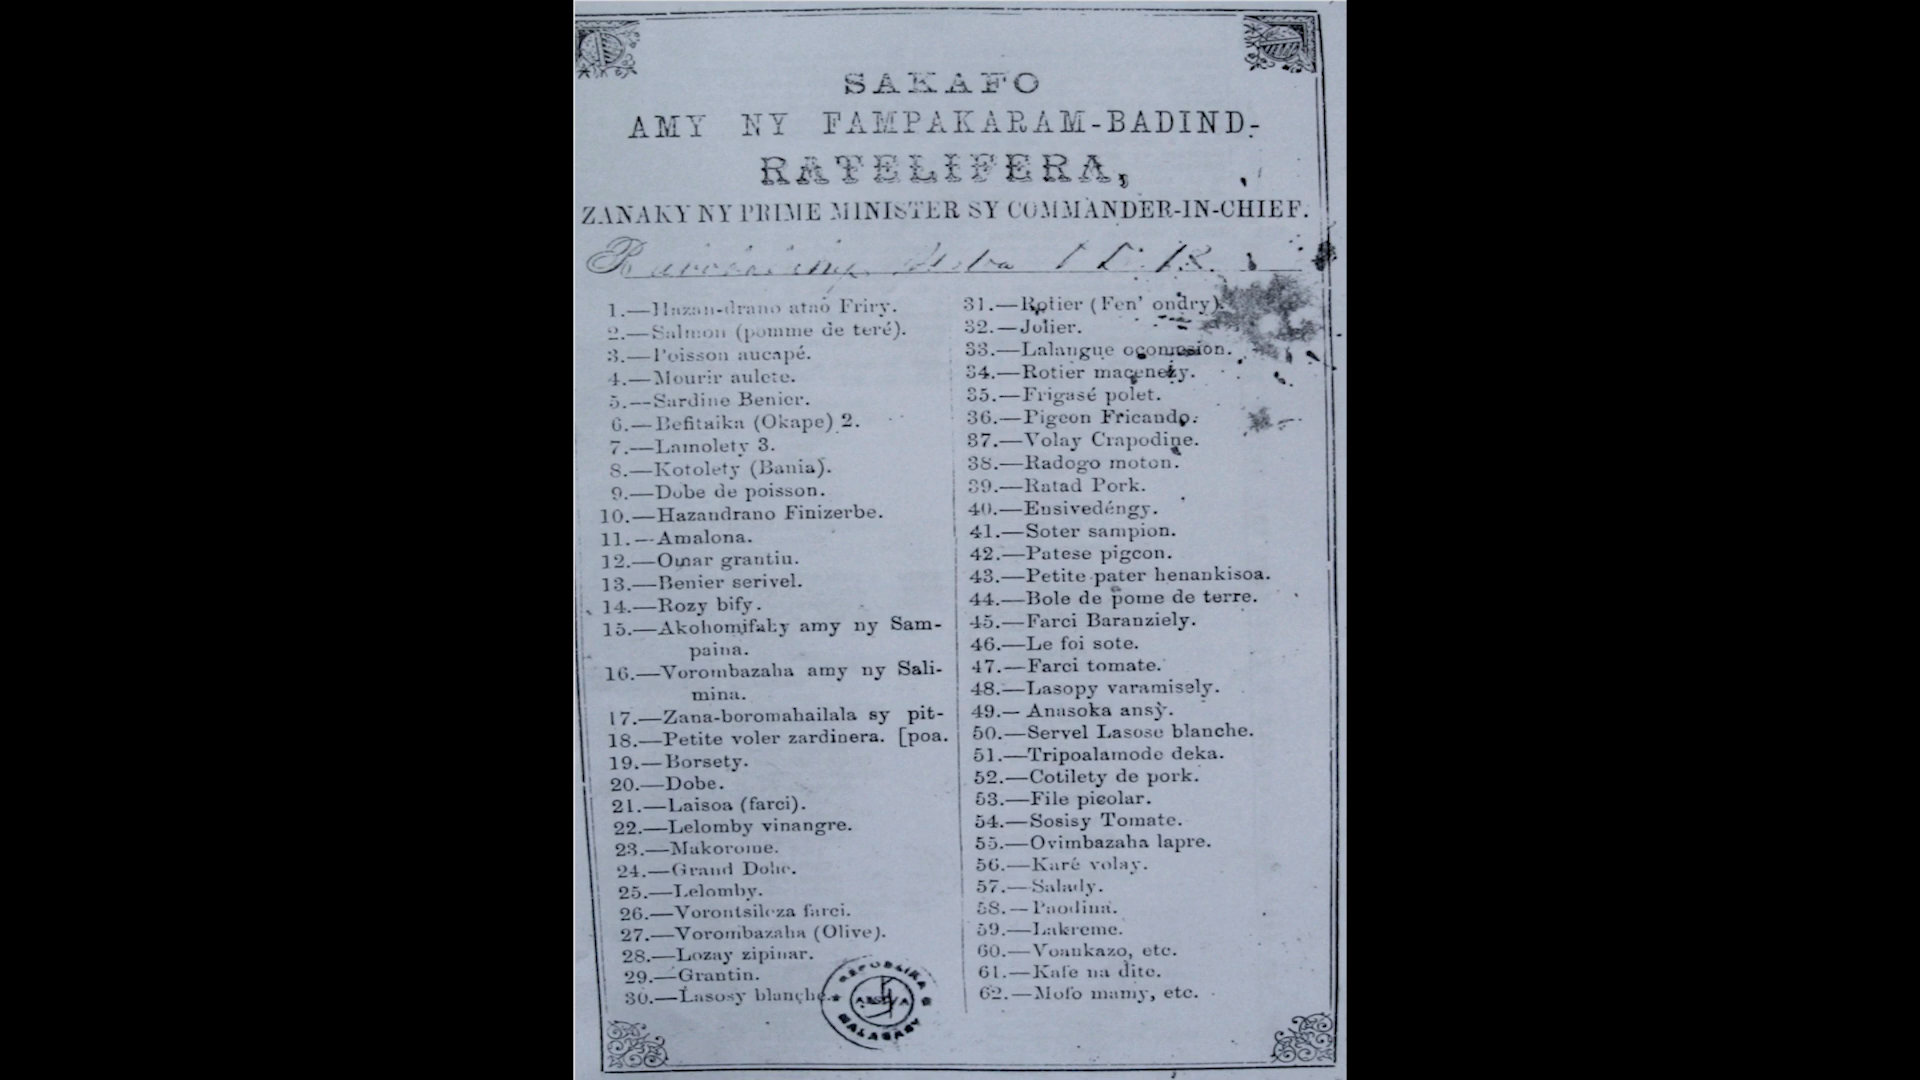 SAKAFO
AMY NY FAMPAKARAM-BADIND-
RATELIFERA,
ZANAKY NY PRIME MINISTER SY COMMANDER-IN-CHIEF.
1.—Hazan-drano ataô Friry.
2.—Salmon (pomme de teré).
3.—Poisson aucapé.
4.—Mourir aulete.
5.—Sardine Benier.
6.—Befitaika (Okape) 2.
7.—Lamolety 3.
8.—Kotolety (Bania).
9.—Dobe de poisson.
10.—Hazandrano Finizerbe.
11.—Amalona.
12.—Omar grantin.
13.—Benier serivel.
14.—Rozy bify.
15.—Akohomifahy amy ny Sam-
paina.
16.—Vorombazaha amy ny Sali-
mina.
17.—Zana-boromahailala sy pit-
18.—Petite voler zardinera. [poa.
19.—Borsety.
20.—Dobe.
21.—Laisoa (farci).
22.—Lelomby vinangre.
23.—Makorome.
24.—Grand Dobe.
25.—Lelomby.
26.—Vorontsileza farci.
27.—Vorombazaha (Olive).
28.—Lozay zipinar.
29.—Grantin.
30.—Lasosy blanche.
31.—Rotier (Fen' ondry).
32.—Jolier.
33.—Lalangue
34.—Rotier
35.—Frigasé polet.
36.—Pigeon Fricando.
37.—Volay Crapodine.
38.—Radogo moton.
39.—Ratad Pork.
40.—Ensivedéngy.
41.—Soter sampion.
42.—Patese pigeon.
43.—Petite pater henankisoa.
44.—Bole de pome de terre.
45.—Farci Baranziely.
46.—Le foi sote.
47.—Farci tomate.
48.—Lasopy varamisely.
49.—Anasoka ansy.
50.—Servel Lasose blanche.
51.—Tripoalamode deka.
52.—Cotilety de pork.
53.—File picolar.
54.—Sosisy Tomate.
55.—Ovimbazaha lapre.
56.—Karé volay.
57.—Salady.
58.—Paodina.
59.—Lakreme.
60.—Voankazo, etc.
61.—Kafe na dite.
62.—Mofo mamy, etc.
REPOBLIKA
MALAGASY